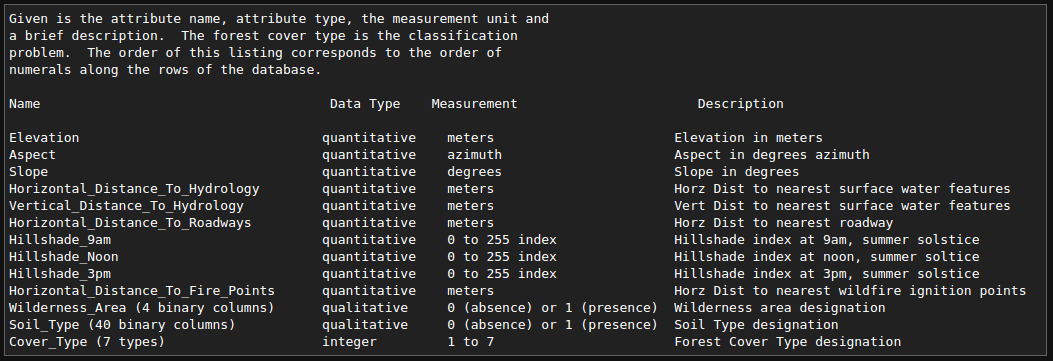 Given is the attribute name, attribute type, the measurement unit and
a brief description.  The forest cover type is the classification
problem.  The order of this listing corresponds to the order of
numerals along the rows of the database.

Name                                     Data Type    Measurement                       Description

Elevation                               quantitative    meters                       Elevation in meters
Aspect                                  quantitative    azimuth                      Aspect in degrees azimuth
Slope                                   quantitative    degrees                      Slope in degrees
Horizontal_Distance_To_Hydrology        quantitative    meters                       Horz Dist to nearest surface water features
Vertical_Distance_To_Hydrology          quantitative    meters                       Vert Dist to nearest surface water features
Horizontal_Distance_To_Roadways         quantitative    meters                       Horz Dist to nearest roadway
Hillshade_9am                           quantitative    0 to 255 index               Hillshade index at 9am, summer solstice
Hillshade_Noon                          quantitative    0 to 255 index               Hillshade index at noon, summer soltice
Hillshade_3pm                           quantitative    0 to 255 index               Hillshade index at 3pm, summer solstice
Horizontal_Distance_To_Fire_Points      quantitative    meters                       Horz Dist to nearest wildfire ignition points
Wilderness_Area (4 binary columns)      qualitative     0 (absence) or 1 (presence)  Wilderness area designation
Soil_Type (40 binary columns)           qualitative     0 (absence) or 1 (presence)  Soil Type designation
Cover_Type (7 types)                    integer         1 to 7                       Forest Cover Type designation